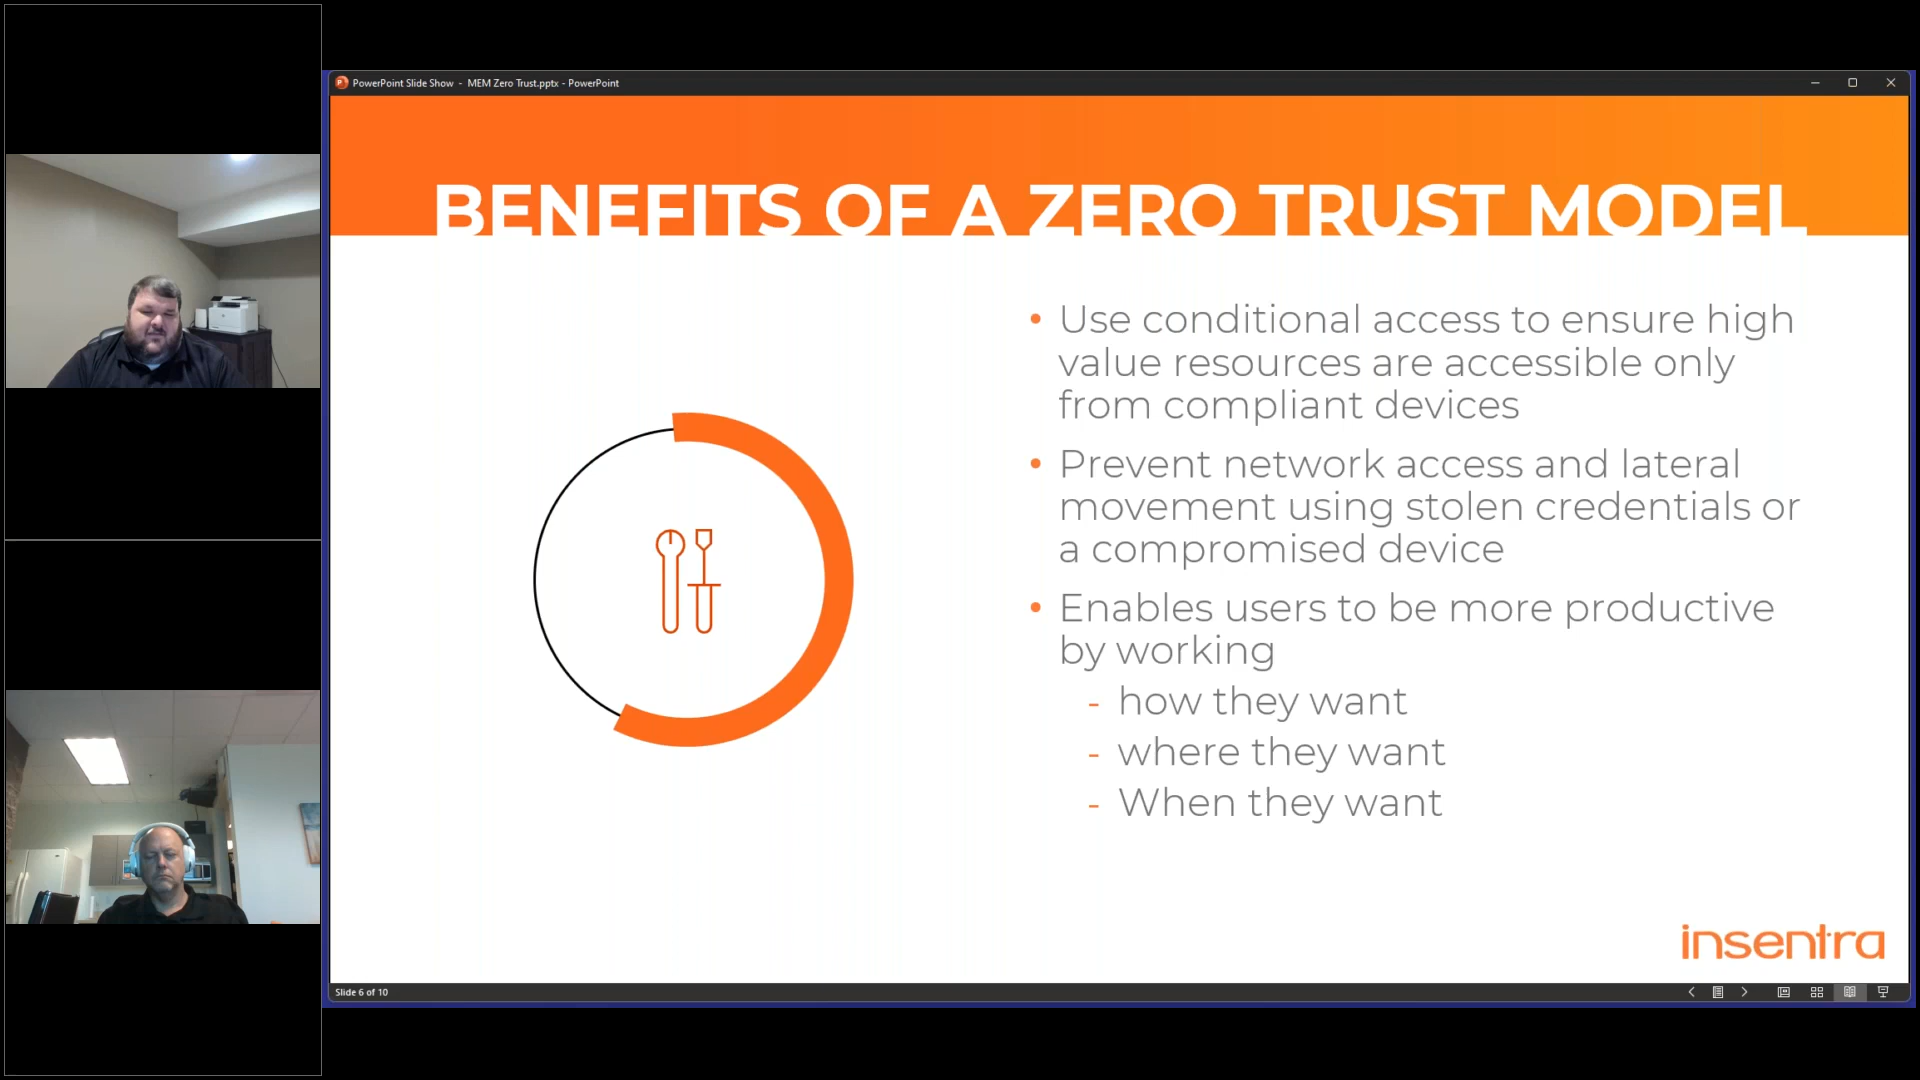 PowerPoint Slide Show - MEM Zero Trust.pptx - PowerPoint
BENEFITS OF A ZERO TRUST MODEL
• Use conditional access to ensure high
value resources are accessible only
from compliant devices
• Prevent network access and lateral
movement using stolen credentials or
a compromised device
• Enables users to be more productive
by working
- how they want
- where they want
- When they want
insentra
Slide 6 of 10